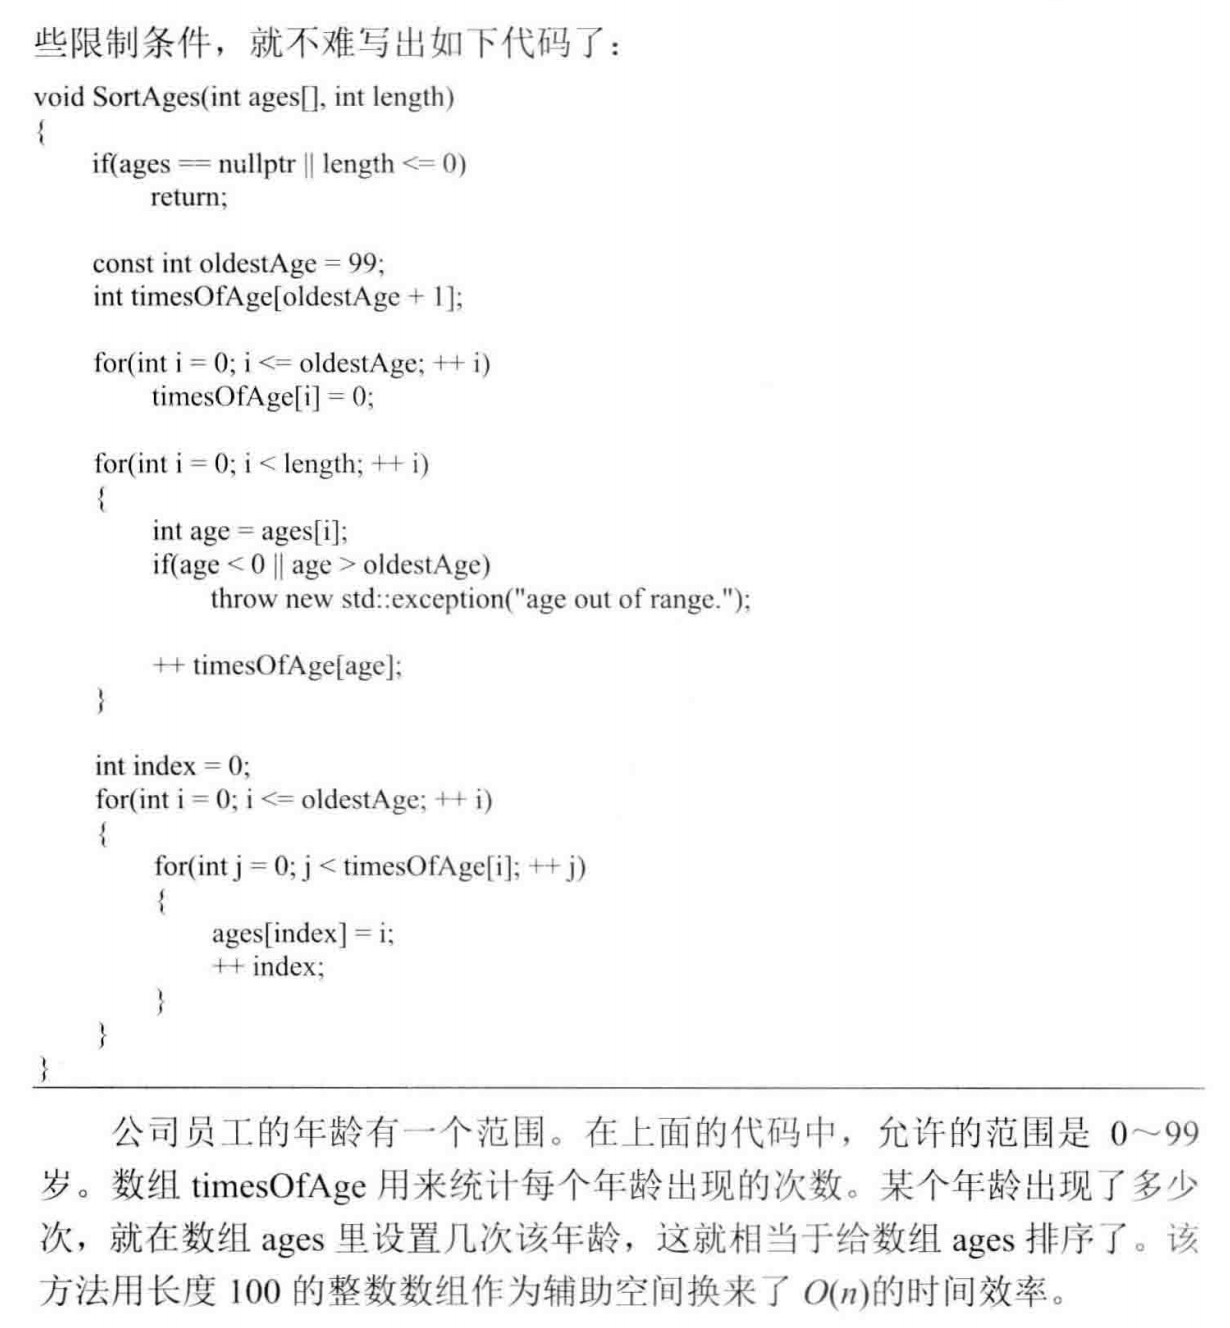 些限制条件，就不难写出如下代码了：
void SortAges(int ages[], int length)
{
if(ages == nullptr || length <= 0)
return;
const int oldestAge = 99;
int timesOfAge[oldestAge + 1];
for(int i = 0; i <= oldestAge; ++ i)
timesOfAge[i] = 0;
for(int i = 0; i < length; ++ i)
{
int age = ages[i];
if(age < 0 || age > oldestAge)
throw new std::exception("age out of range.");
++ timesOfAge[age];
}
int index = 0;
for(int i = 0; i <= oldestAge; ++ i)
{
for(int j = 0; j < timesOfAge[i]; ++ j)
{
ages[index] = i;
++ index;
}
}
}
公司员工的年龄有一个范围。在上面的代码中，允许的范围是 0～99
岁。数组 timesOfAge 用来统计每个年龄出现的次数。某个年龄出现了多少
次，就在数组 ages 里设置几次该年龄，这就相当于给数组 ages 排序了。该
方法用长度 100 的整数数组作为辅助空间换来了 O(n)的时间效率。